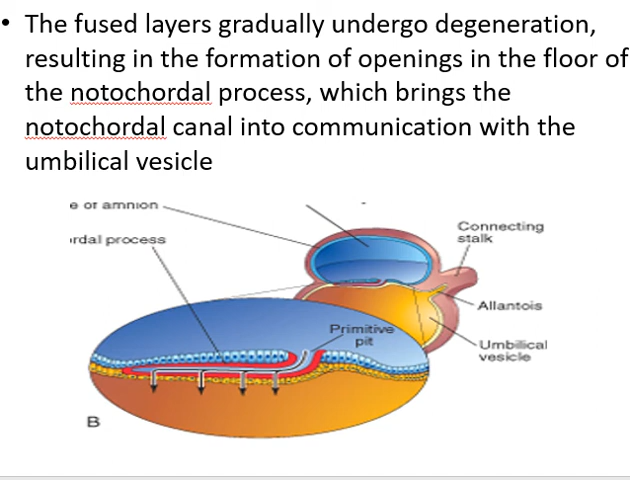 • The fused layers gradually undergo degeneration,
resulting in the formation of openings in the floor of
the notochordal process, which brings the
notochordal canal into communication with the
umbilical vesicle
e of amnion
rdal process
Connecting
stalk
Allantois
Primitive
pit
Umbilical
vesicle
B